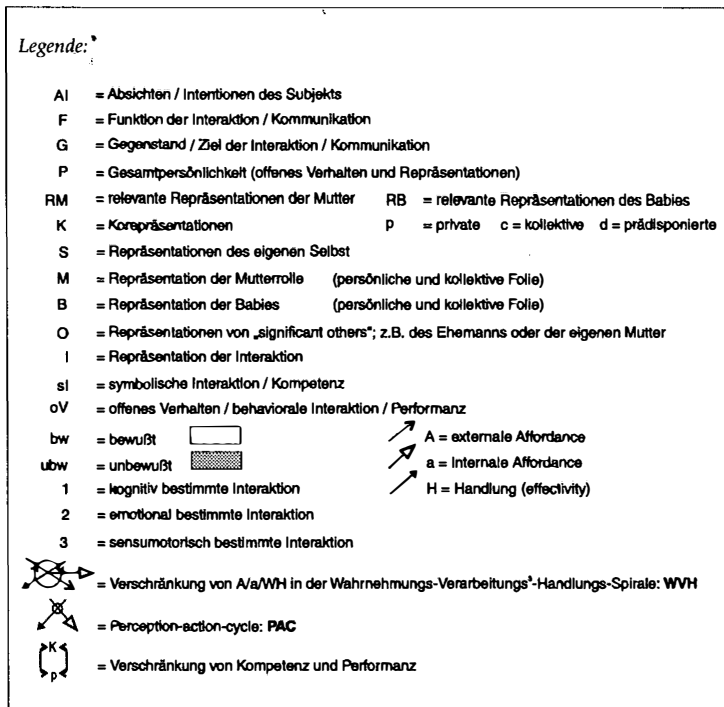 Legende:
AI = Absichten / Intentionen des Subjekts
F = Funktion der Interaktion / Kommunikation
G = Gegenstand / Ziel der Interaktion / Kommunikation
P = Gesamtpersönlichkeit (offenes Verhalten und Repräsentationen)
RM = relevante Repräsentationen der Mutter RB = relevante Repräsentationen des Babies
K = Korepräsentationen p = private c = kollektive d = prädisponierte
S = Repräsentationen des eigenen Selbst
M = Repräsentation der Mutterrolle (persönliche und kollektive Folie)
B = Repräsentation der Babies (persönliche und kollektive Folie)
O = Repräsentationen von „significant others"; z.B. des Ehemanns oder der eigenen Mutter
I = Repräsentation der Interaktion
sI = symbolische Interaktion / Kompetenz
oV = offenes Verhalten / behaviorale Interaktion / Performanz
bw = bewußt A = externale Affordance
ubw = unbewußt a = Internale Affordance
1 = kognitiv bestimmte Interaktion H = Handlung (effectivity)
2 = emotional bestimmte Interaktion
3 = sensumotorisch bestimmte Interaktion
= Verschränkung von A/a/WH in der Wahrnehmungs-Verarbeitungs³-Handlungs-Spirale: WVH
= Perception-action-cycle: PAC
K
= Verschränkung von Kompetenz und Performanz
p